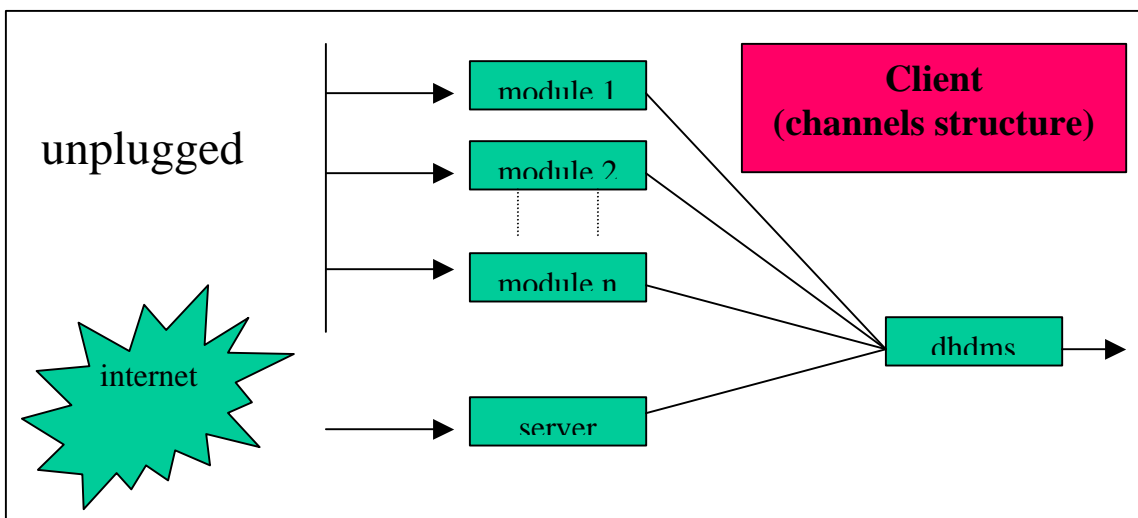 unplugged
internet
module 1
module 2
module n
server
Client
(channels structure)
dhdms